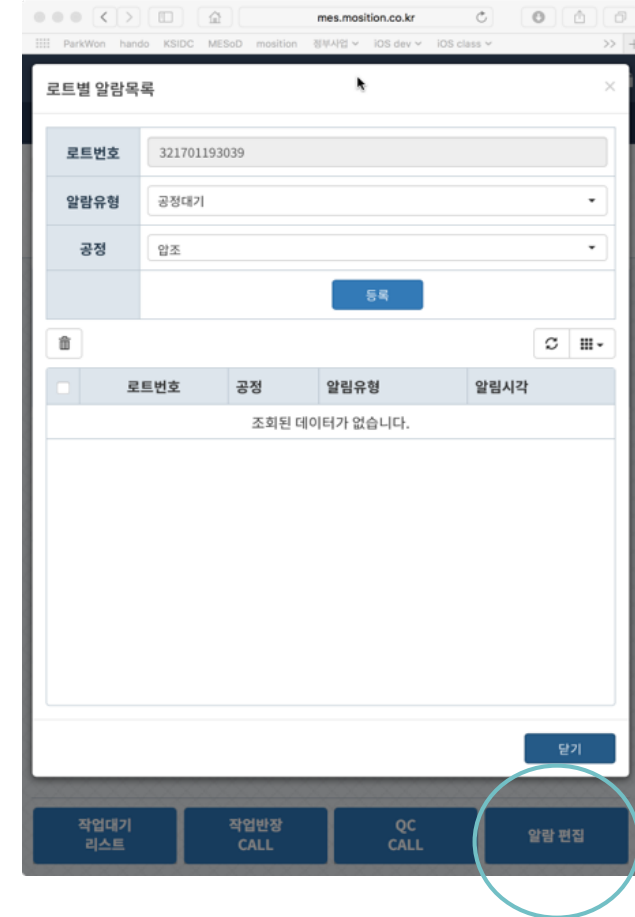 mes.mosition.co.kr
ParkWon hando KSIDC MESoD mosition 정부사업 iOS dev iOS class >>
로트별 알람목록
로트번호 321701193039
알람유형 공정대기
공정 압조
등록
로트번호 공정 알림유형 알림시각
조회된 데이터가 없습니다.
닫기
작업대기 작업반장 QC 알람 편집
리스트 CALL CALL